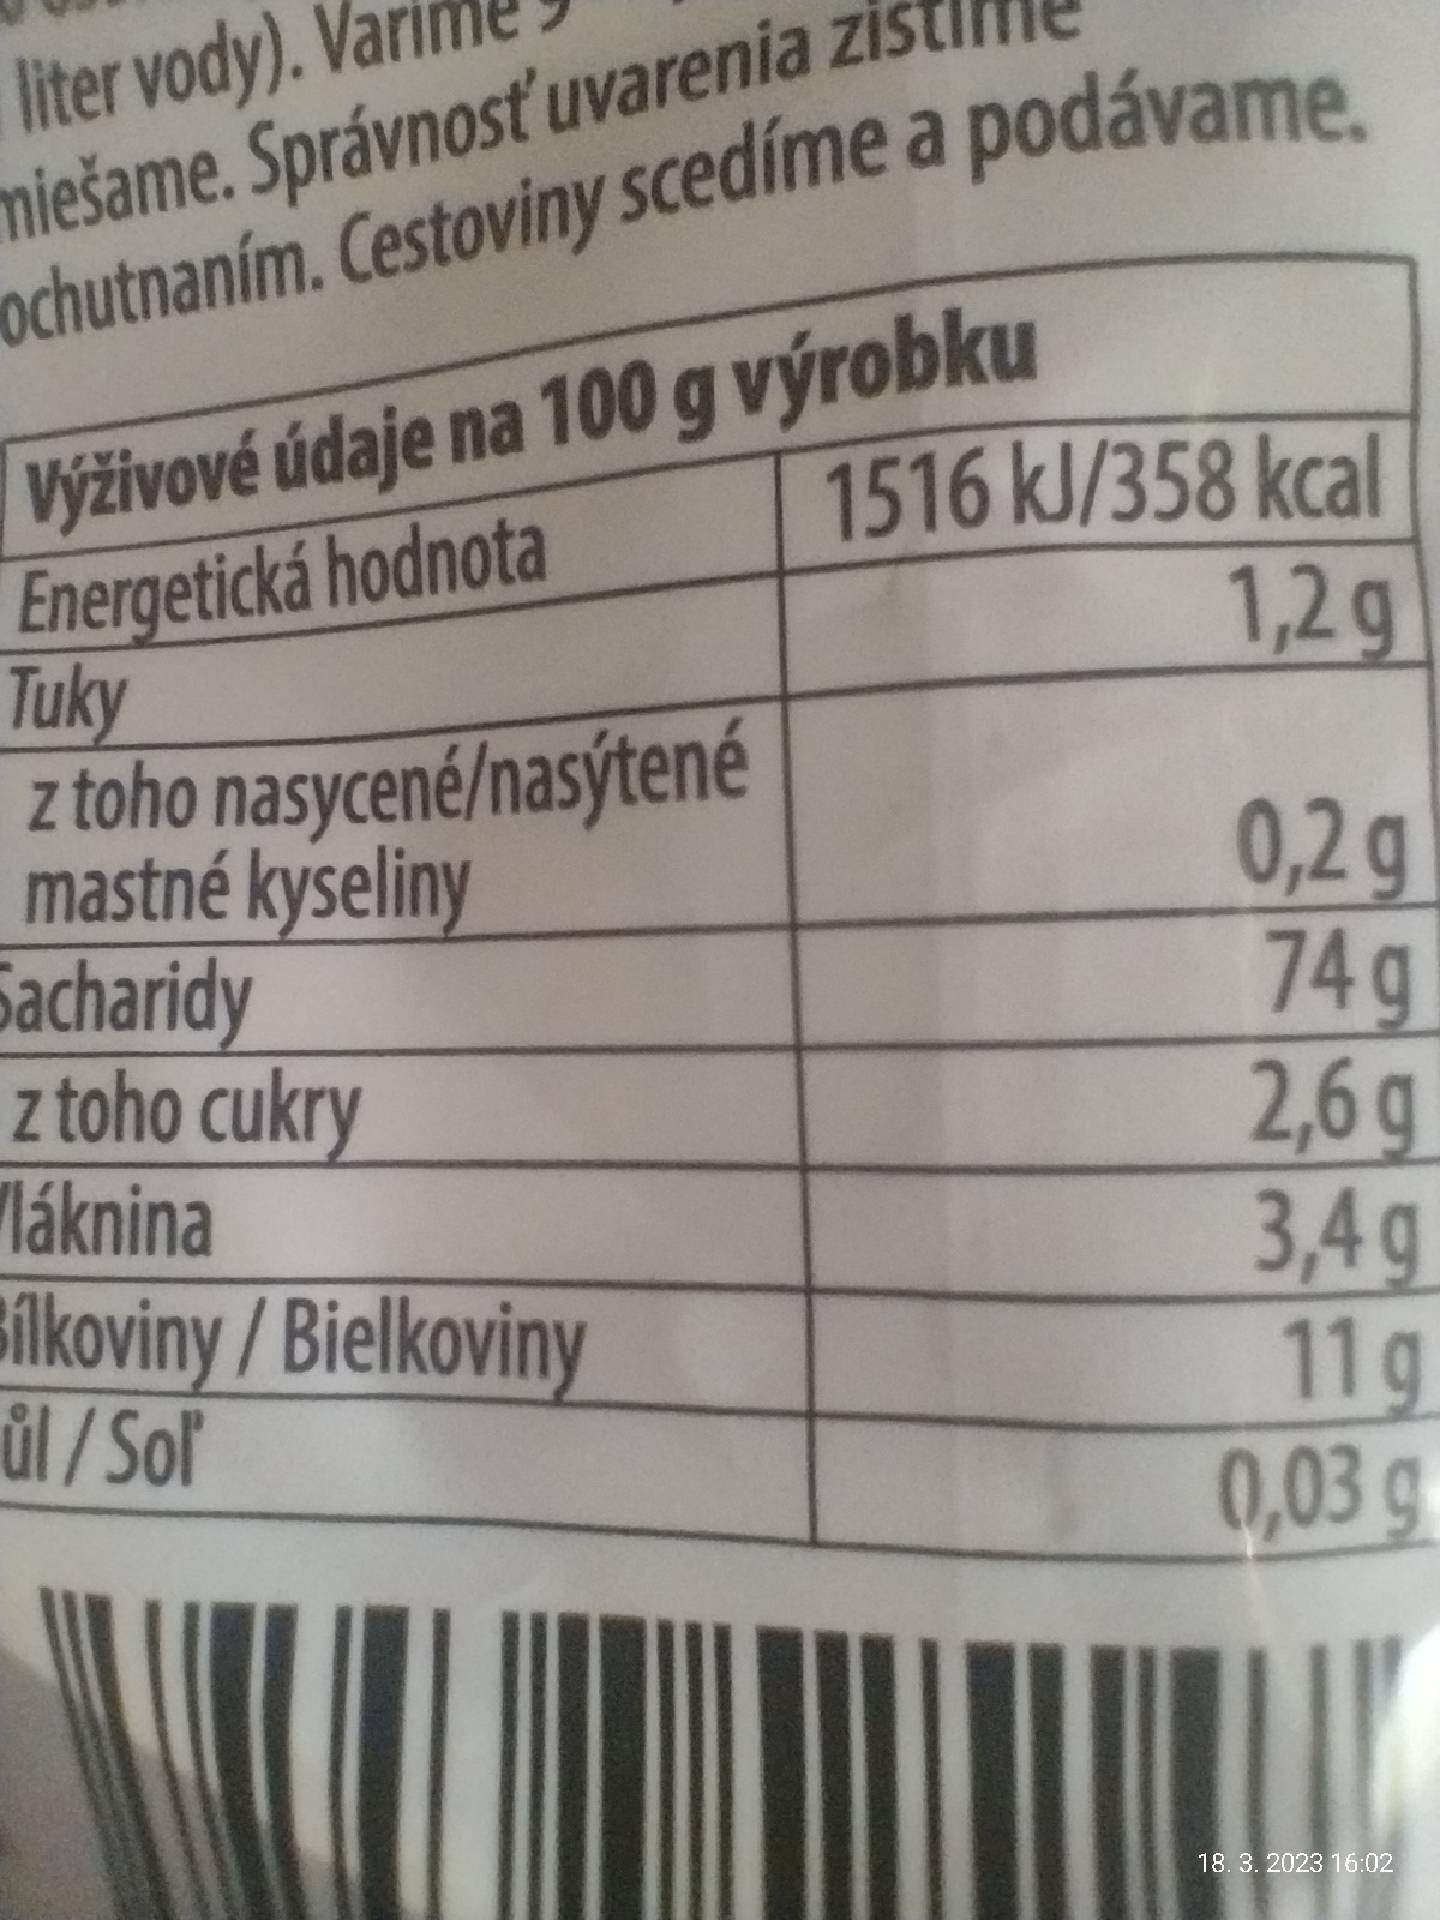 liter vody). Varíme 9
miešame. Správnosť uvarenia zistíme
ochutnaním. Cestoviny scedíme a podávame.
Výživové údaje na 100 g výrobku
Energetická hodnota 1516 kJ/358 kcal
Tuky 1,2 g
z toho nasycené/nasýtené
mastné kyseliny 0,2 g
Sacharidy 74 g
z toho cukry 2,6 g
Vláknina 3,4 g
Bílkoviny / Bielkoviny 11 g
ůl / Soľ 0,03 g
18. 3. 2023 16:02